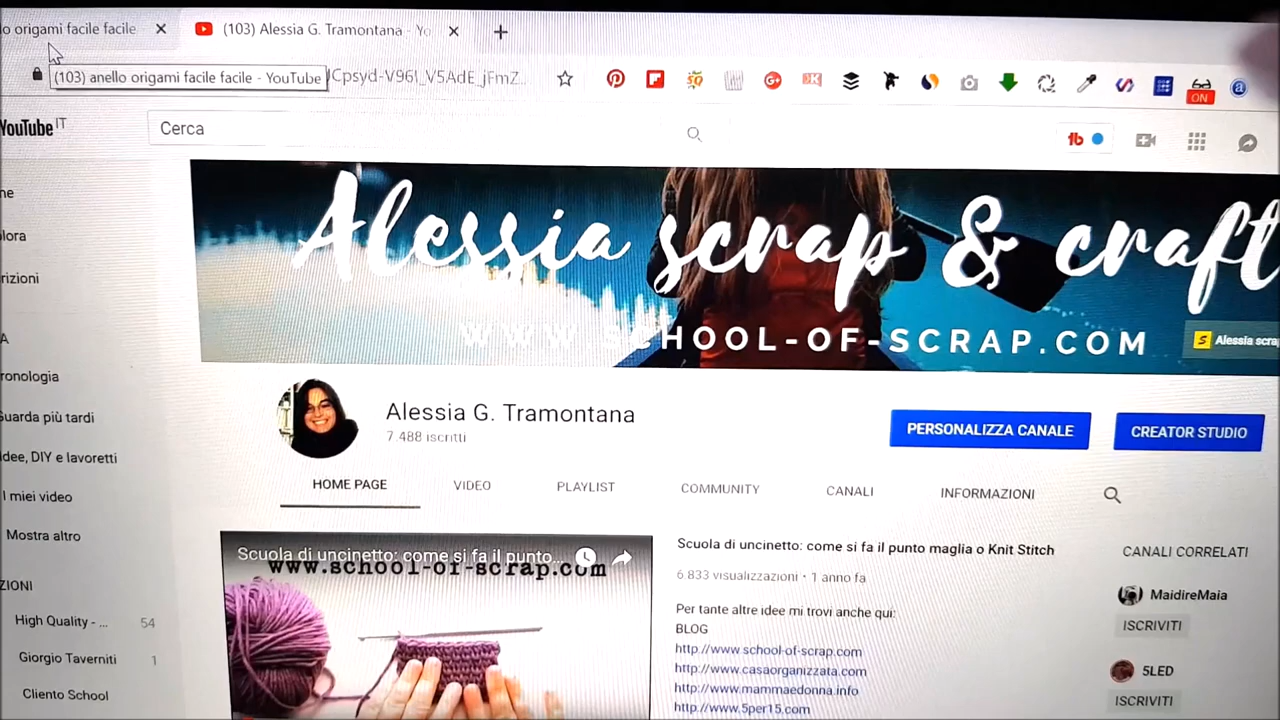 lo origami facile facile
(103) Alessia G. Tramontana - Yo
(103) anello origami facile facile - YouTube
Cpsyd-V96l_V5AdE_jFmZ...
ON
YouTube IT
Cerca
Alessia scrap & craft
WWW.SCHOOL-OF-SCRAP.COM
Alessia scrap
Alessia G. Tramontana
7.488 iscritti
PERSONALIZZA CANALE
CREATOR STUDIO
HOME PAGE
VIDEO
PLAYLIST
COMMUNITY
CANALI
INFORMAZIONI
ne
lora
rizioni
A
ronologia
Guarda più tardi
Idee, DIY e lavoretti
I miei video
Mostra altro
ZIONI
High Quality - ... 54
Giorgio Taverniti 1
Cliento School
Scuola di uncinetto: come si fa il punto...
www.school-of-scrap.com
Scuola di uncinetto: come si fa il punto maglia o Knit Stitch
6.833 visualizzazioni • 1 anno fa
Per tante altre idee mi trovi anche qui:
BLOG
http://www.school-of-scrap.com
http://www.casaorganizzata.com
http://www.mammaedonna.info
http://www.5per15.com
CANALI CORRELATI
MaidireMaia
ISCRIVITI
5LED
ISCRIVITI